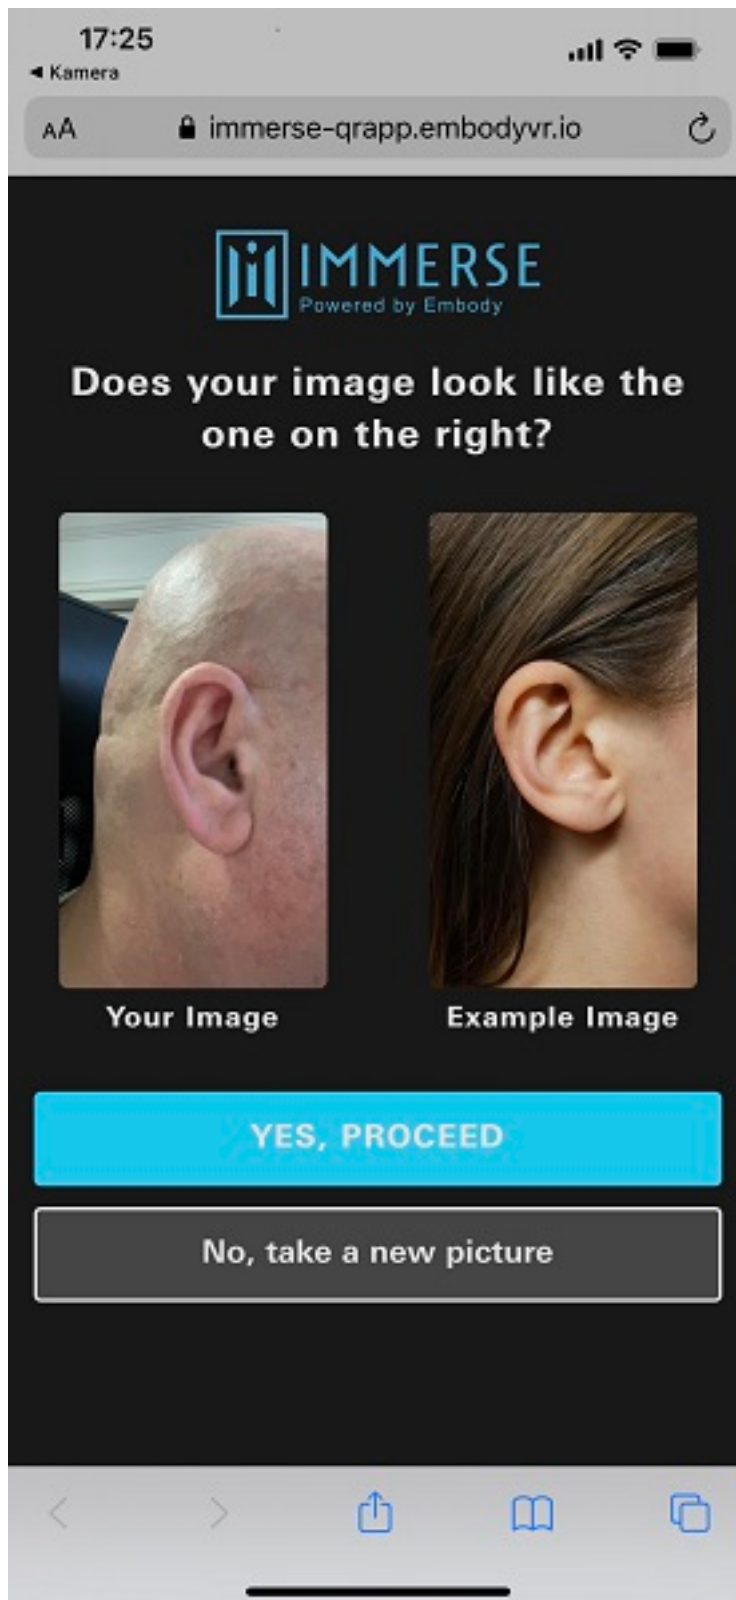 17:25
◀ Kamera
AA
immerse-qrapp.embodyvr.io
IMMERSE
Powered by Embody
Does your image look like the
one on the right?
Your Image
Example Image
YES, PROCEED
No, take a new picture